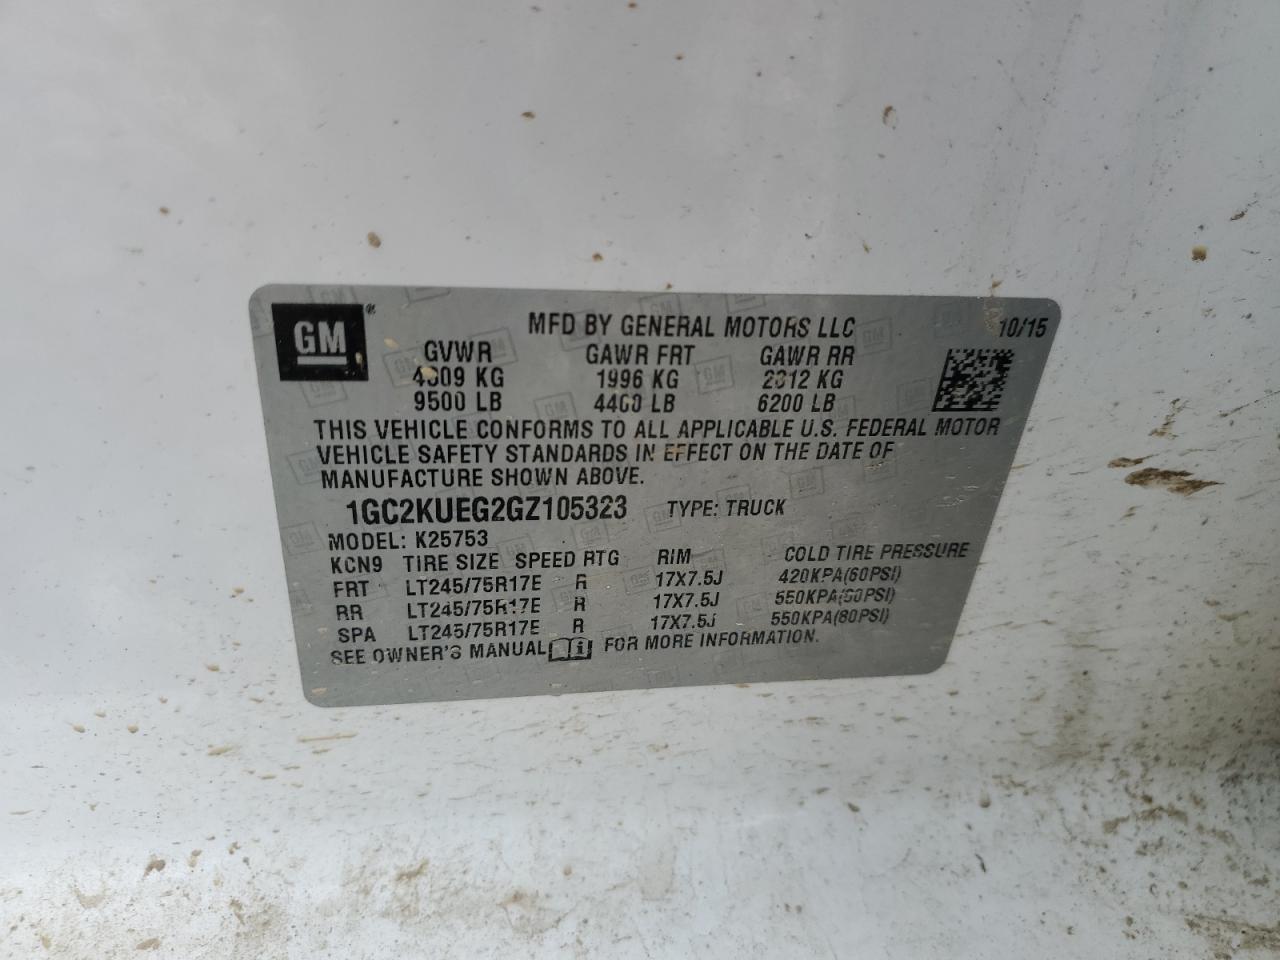 GM ®
MFD BY GENERAL MOTORS LLC 10/15
GVWR GAWR FRT GAWR RR
4309 KG 1996 KG 2812 KG
9500 LB 4400 LB 6200 LB
THIS VEHICLE CONFORMS TO ALL APPLICABLE U.S. FEDERAL MOTOR
VEHICLE SAFETY STANDARDS IN EFFECT ON THE DATE OF
MANUFACTURE SHOWN ABOVE.
1GC2KUEG2GZ105323 TYPE: TRUCK
MODEL: K25753
KCN9 TIRE SIZE SPEED RTG RIM COLD TIRE PRESSURE
FRT LT245/75R17E R 17X7.5J 420KPA(60PSI)
RR LT245/75R17E R 17X7.5J 550KPA(80PSI)
SPA LT245/75R17E R 17X7.5J 550KPA(80PSI)
SEE OWNER'S MANUAL i FOR MORE INFORMATION.